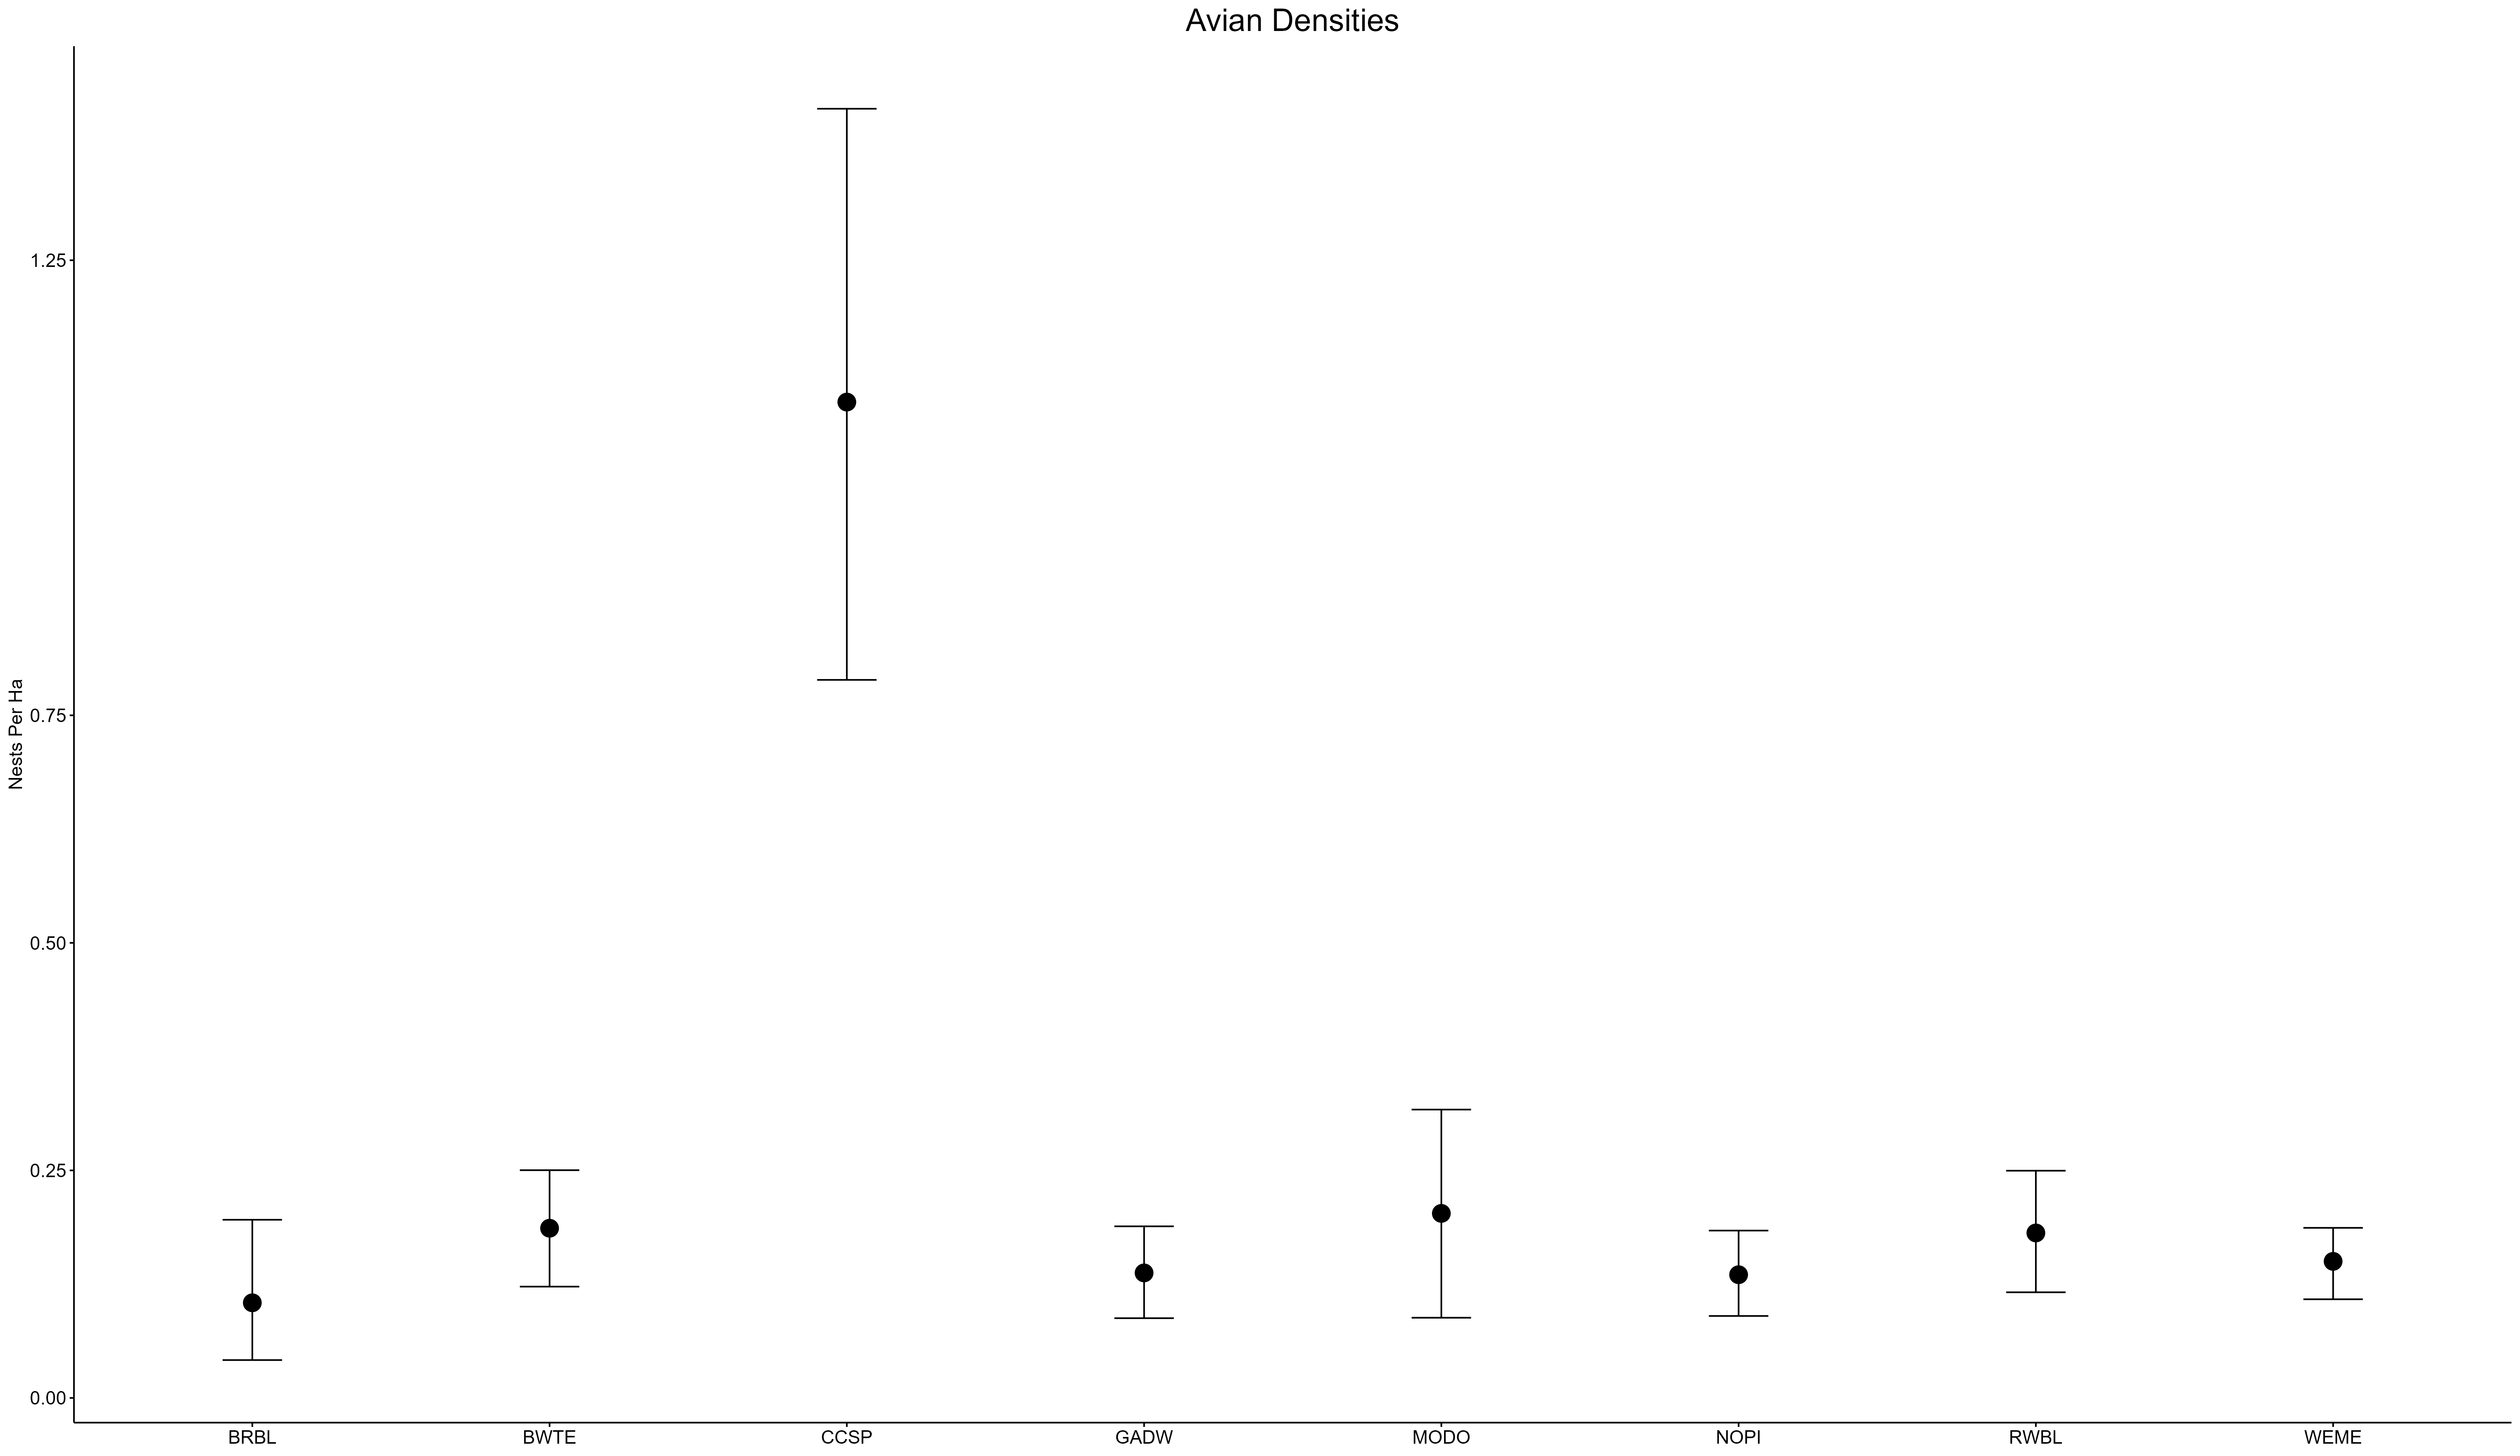 Avian Densities
1.25
0.75
0.50
0.25
0.00
Nests Per Ha
BRBL BWTE CCSP GADW MODO NOPI RWBL WEME